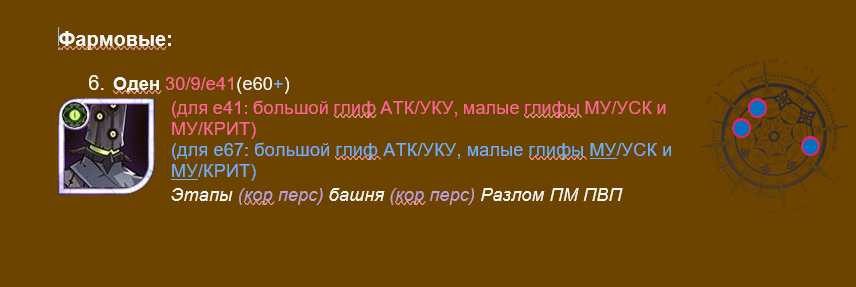 Фармовые:
6. Оден 30/9/е41(е60+)
(для е41: большой глиф АТК/УКУ, малые глифы МУ/УСК и
МУ/КРИТ)
(для е67: большой глиф АТК/УКУ, малые глифы МУ/УСК и
МУ/КРИТ)
Этапы (кор перс) башня (кор перс) Разлом ПМ ПВП